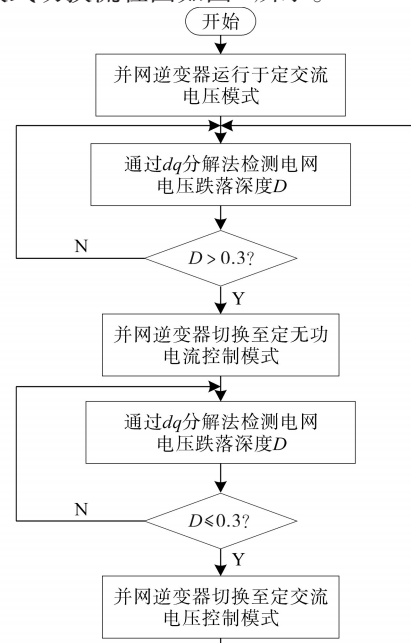 开始
并网逆变器运行于定交流
电压模式
通过dq分解法检测电网
电压跌落深度D
D>0.3?
N
Y
并网逆变器切换至定无功
电流控制模式
通过dq分解法检测电网
电压跌落深度D
D≤0.3?
N
Y
并网逆变器切换至定交流
电压控制模式